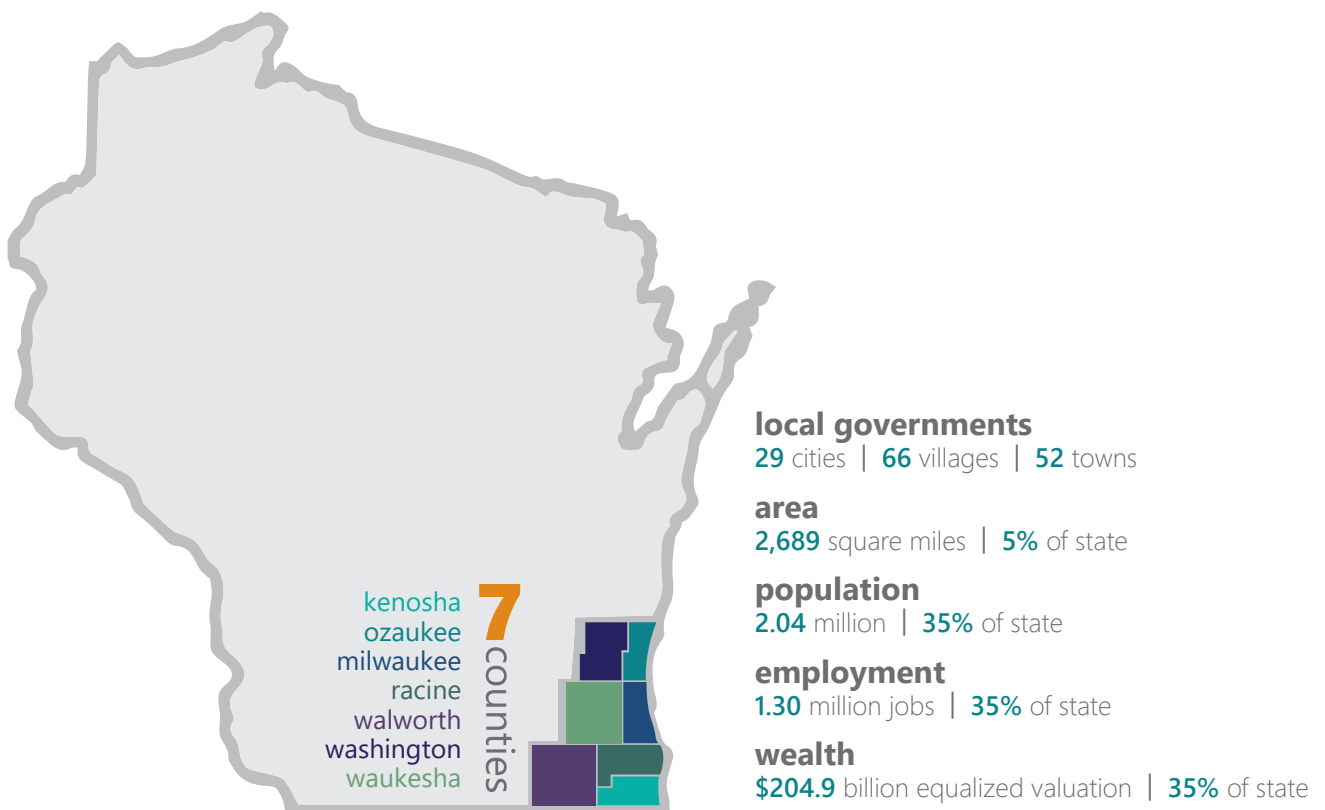 7
counties
kenosha
ozaukee
milwaukee
racine
walworth
washington
waukesha
local governments
29 cities | 66 villages | 52 towns
area
2,689 square miles | 5% of state
population
2.04 million | 35% of state
employment
1.30 million jobs | 35% of state
wealth
$204.9 billion equalized valuation | 35% of state